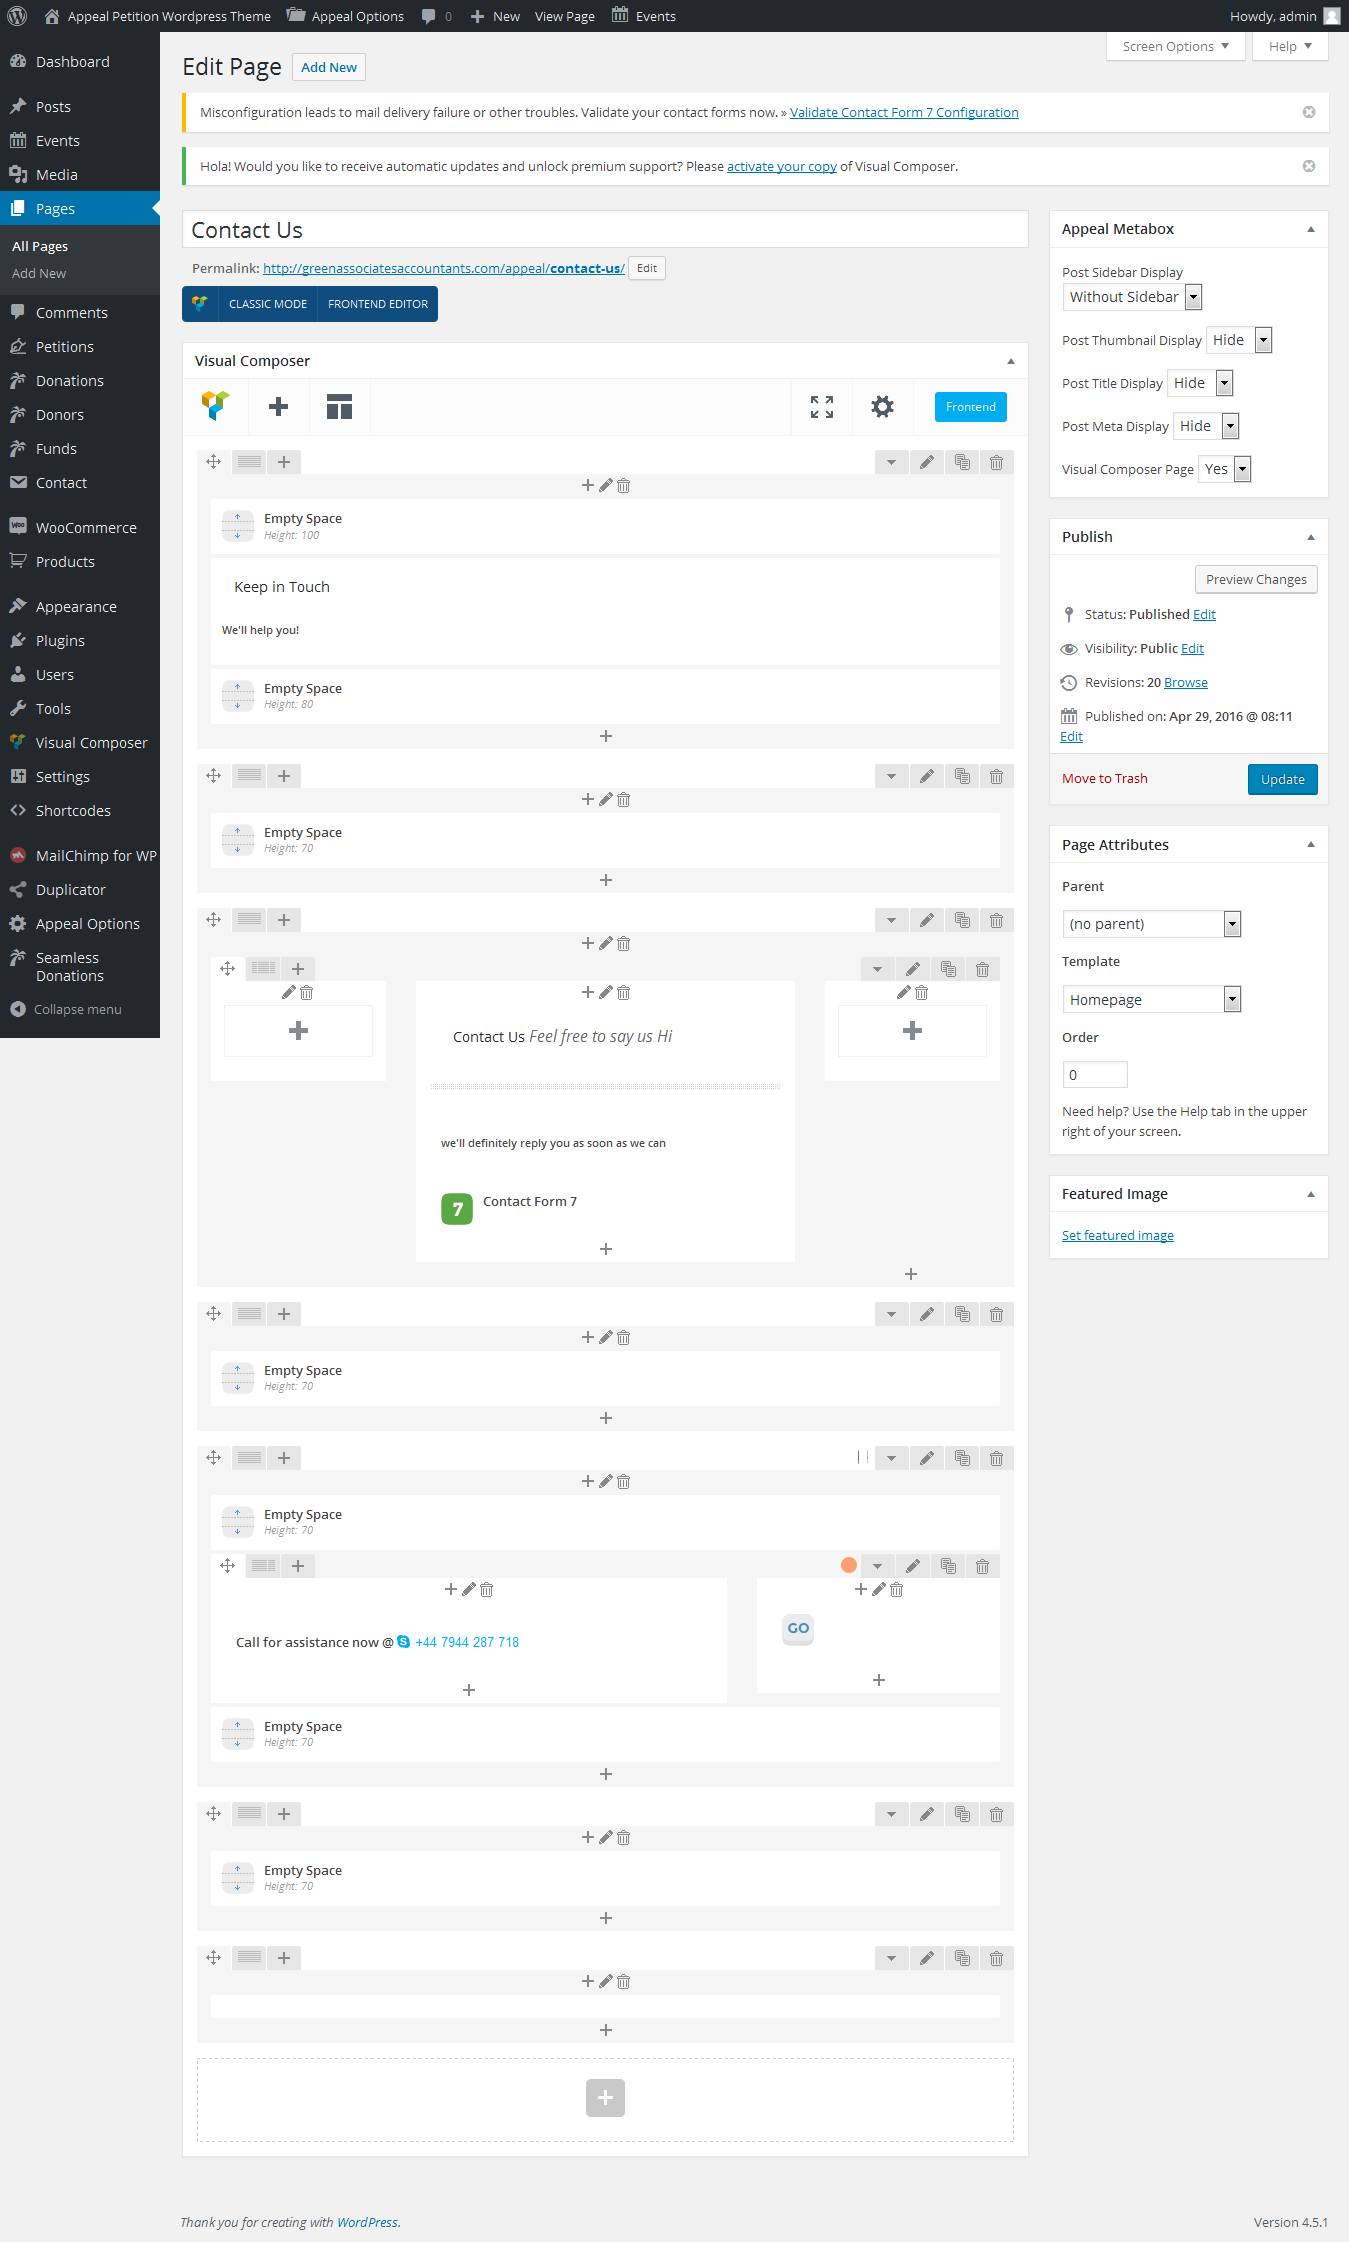 Appeal Petition Wordpress Theme Appeal Options 0 New View Page Events Howdy, admin
Dashboard
Posts
Events
Media
Pages
All Pages
Add New
Comments
Petitions
Donations
Donors
Funds
Contact
WooCommerce
Products
Appearance
Plugins
Users
Tools
Visual Composer
Settings
Shortcodes
MailChimp for WP
Duplicator
Appeal Options
Seamless
Donations
Collapse menu
Screen Options Help
Edit Page Add New
Misconfiguration leads to mail delivery failure or other troubles. Validate your contact forms now. » Validate Contact Form 7 Configuration
Hola! Would you like to receive automatic updates and unlock premium support? Please activate your copy of Visual Composer.
Contact Us
Permalink: http://greenassociatesaccountants.com/appeal/contact-us/ Edit
CLASSIC MODE FRONTEND EDITOR
Visual Composer
Frontend
Empty Space
Height: 100
Keep in Touch
We'll help you!
Empty Space
Height: 80
Empty Space
Height: 70
Contact Us Feel free to say us Hi
we'll definitely reply you as soon as we can
7 Contact Form 7
Empty Space
Height: 70
Empty Space
Height: 70
Call for assistance now @ +44 7944 287 718
GO
Empty Space
Height: 70
Empty Space
Height: 70
Appeal Metabox
Post Sidebar Display
Without Sidebar
Post Thumbnail Display Hide
Post Title Display Hide
Post Meta Display Hide
Visual Composer Page Yes
Publish
Preview Changes
Status: Published Edit
Visibility: Public Edit
Revisions: 20 Browse
Published on: Apr 29, 2016 @ 08:11
Edit
Move to Trash Update
Page Attributes
Parent
(no parent)
Template
Homepage
Order
0
Need help? Use the Help tab in the upper
right of your screen.
Featured Image
Set featured image
Thank you for creating with WordPress. Version 4.5.1